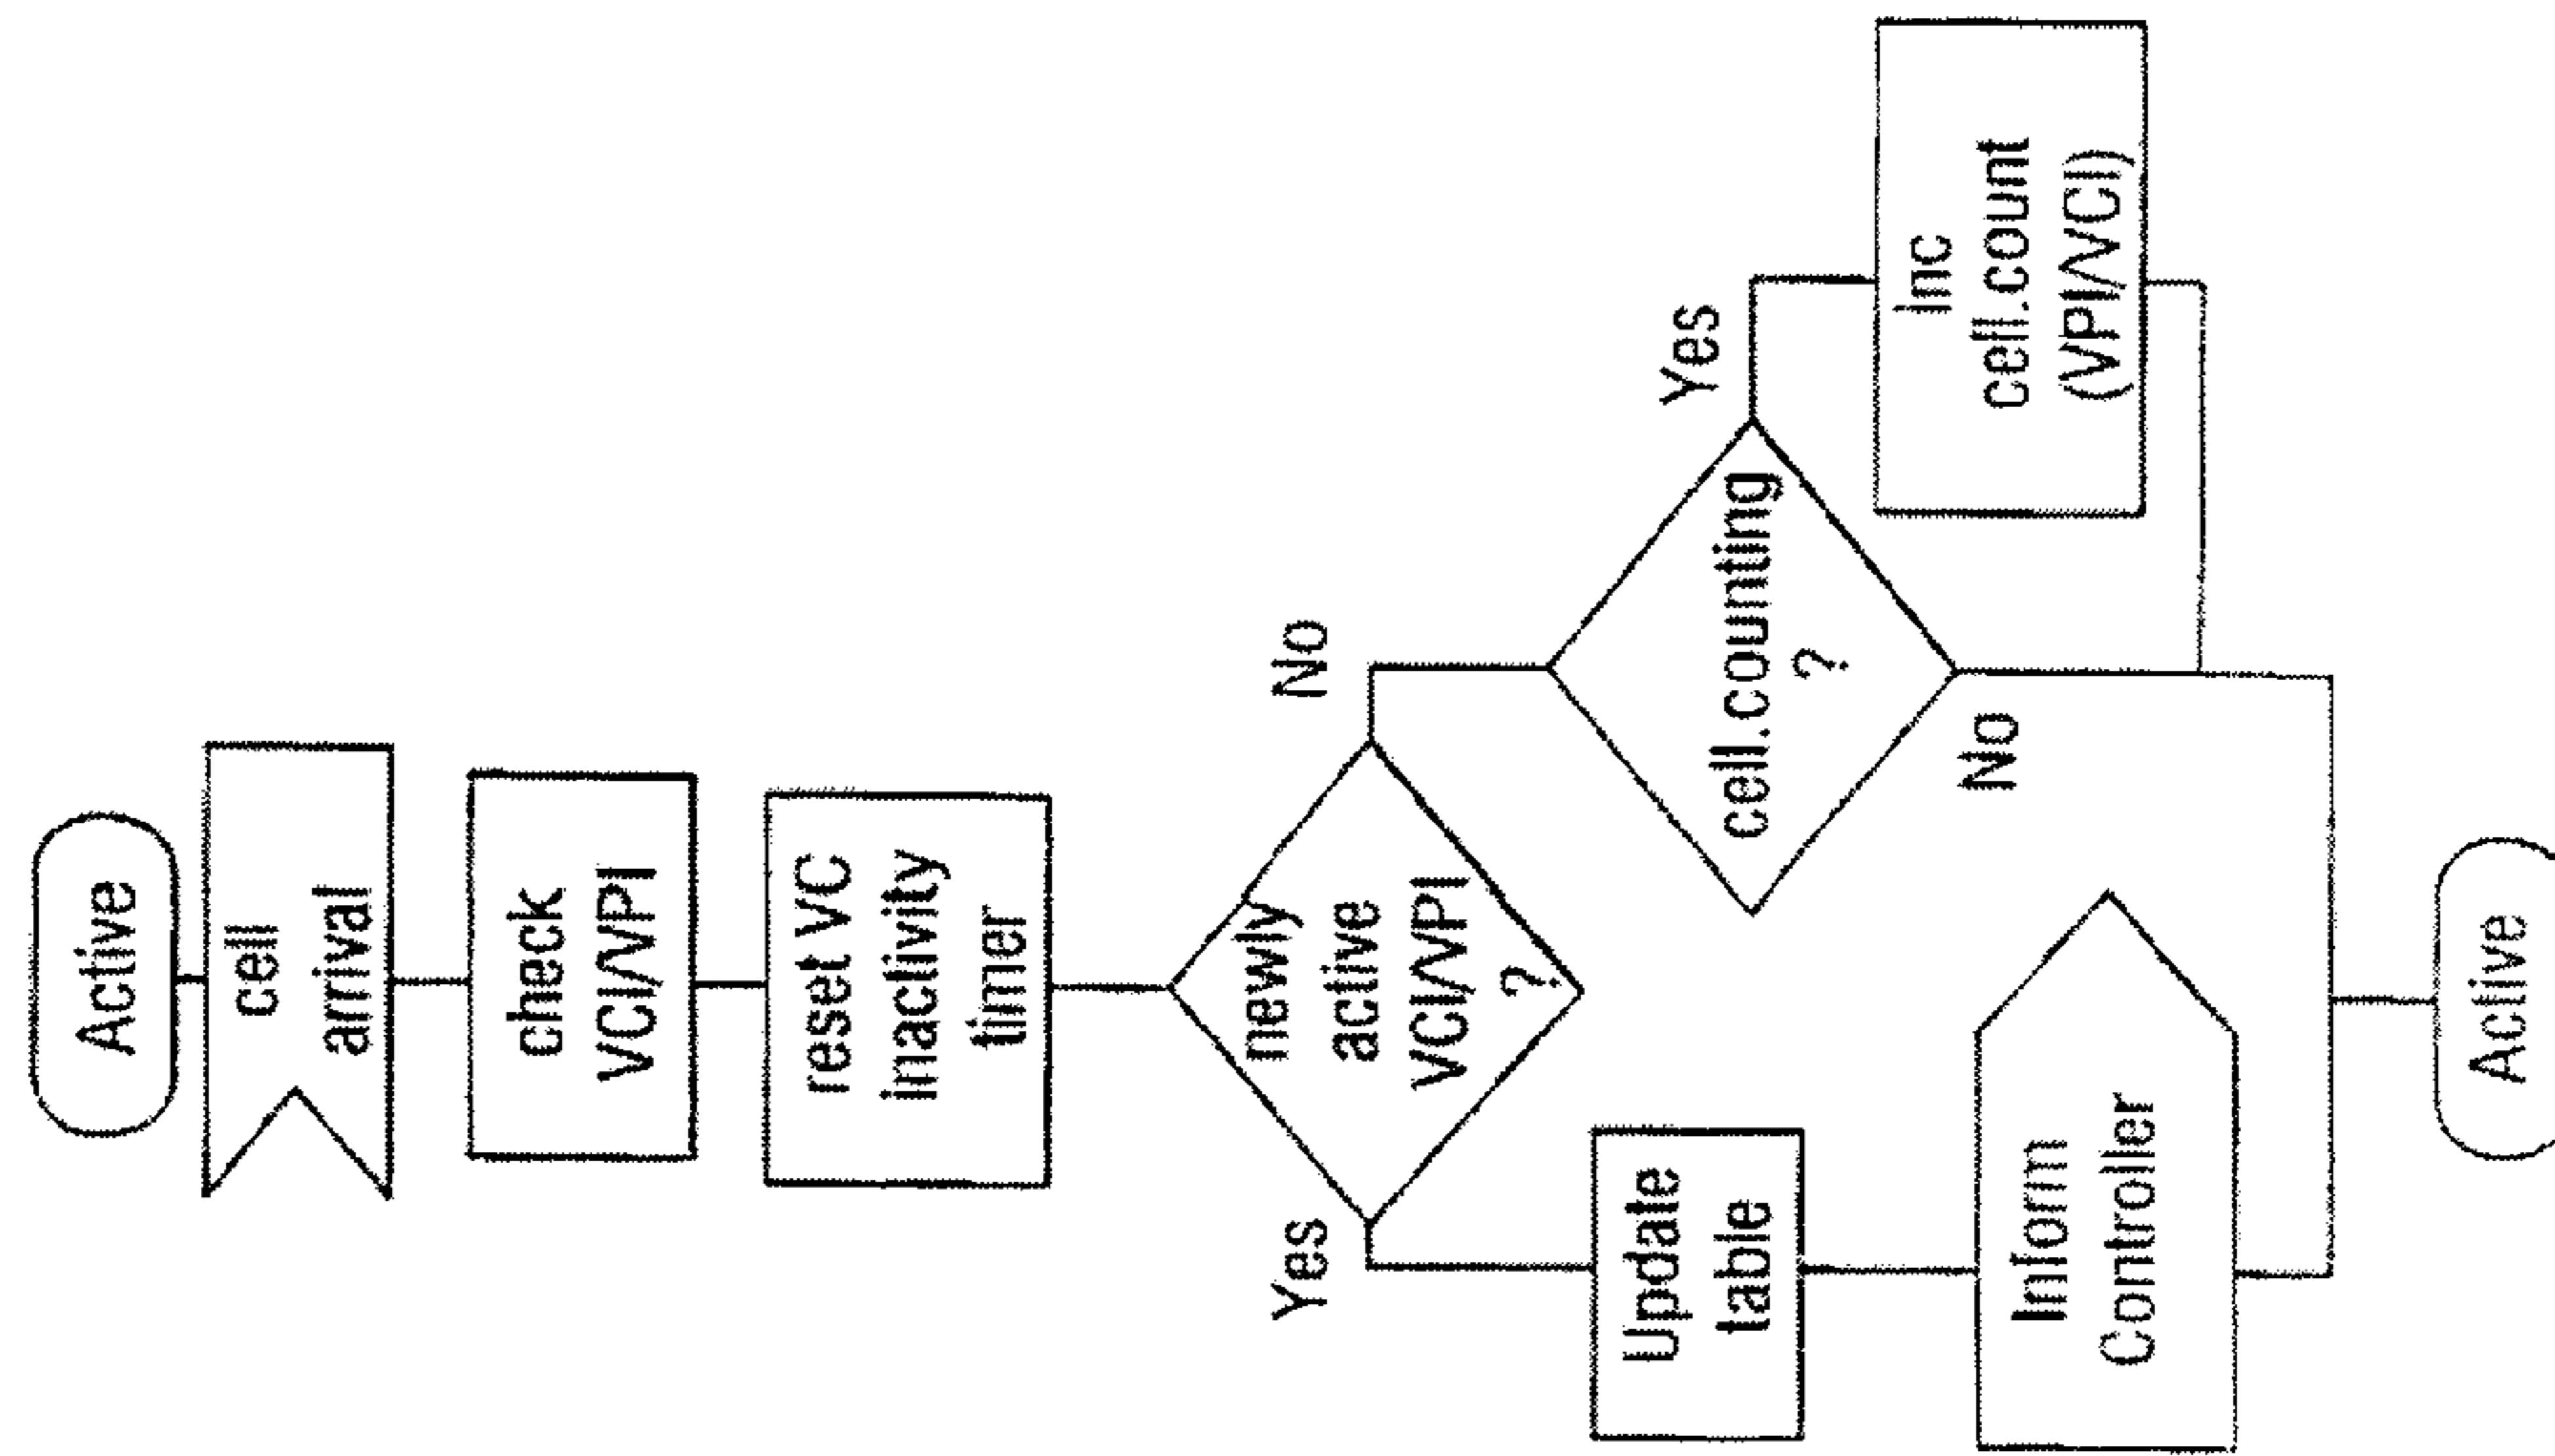 Active
cell
arrival
check
VCI/VPI
reset VC
inactivity
timer
newly
active
VCI/VPI
?
Yes
No
Update
table
Inform
Controller
cell.counting
?
Yes
No
Inc
cell.count
(VPI/VCI)
Active